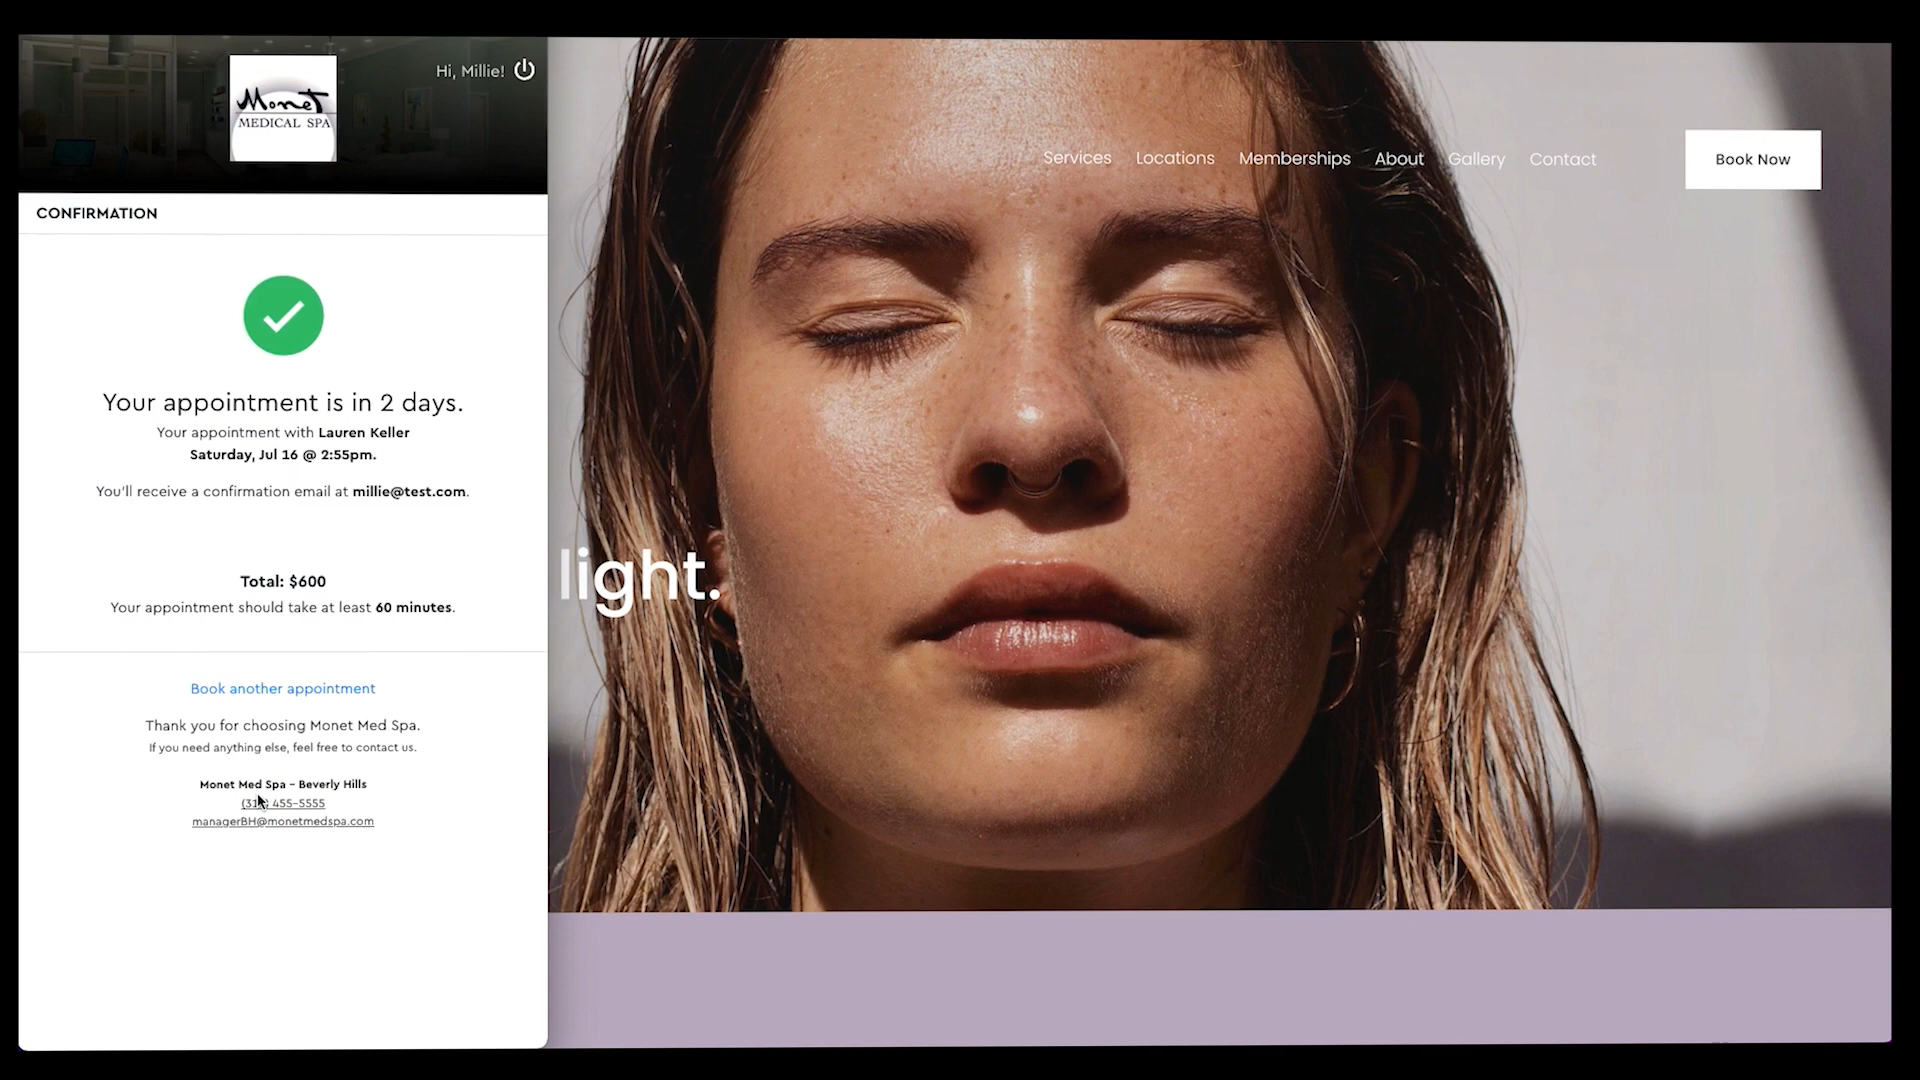 Monet
MEDICAL SPA
Hi, Millie!
CONFIRMATION
Your appointment is in 2 days.
Your appointment with Lauren Keller
Saturday, Jul 16 @ 2:55pm.
You'll receive a confirmation email at millie@test.com.
Total: $600
Your appointment should take at least 60 minutes.
Book another appointment
Thank you for choosing Monet Med Spa.
If you need anything else, feel free to contact us.
Monet Med Spa - Beverly Hills
455-5555
managerBH@monetmedspa.com
Services Locations Memberships About Gallery Contact
Book Now
light.